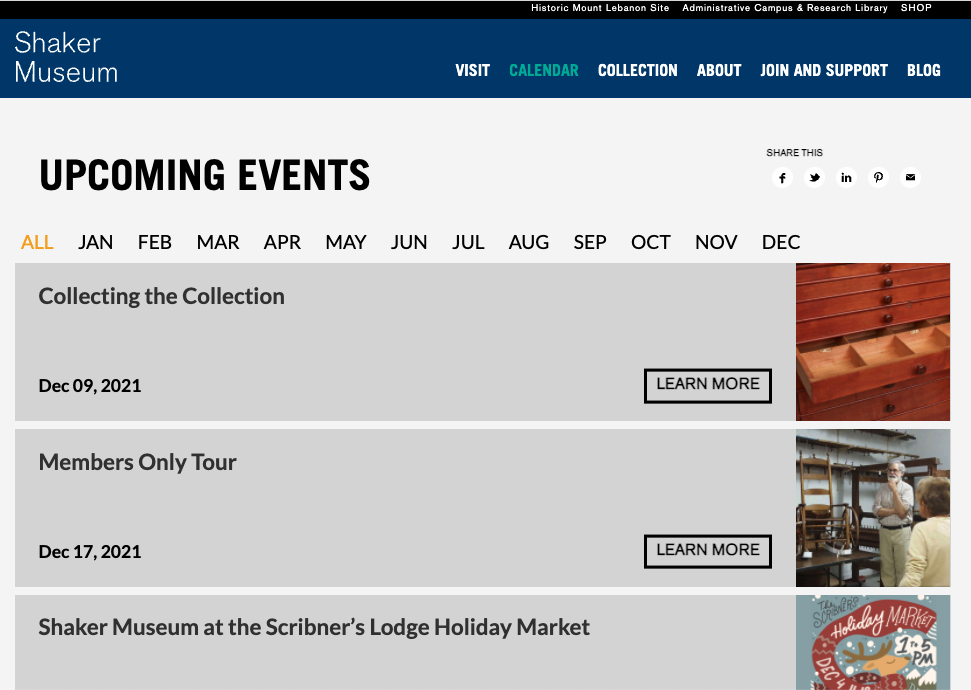 Historic Mount Lebanon Site Administrative Campus & Research Library SHOP
Shaker
Museum
VISIT CALENDAR COLLECTION ABOUT JOIN AND SUPPORT BLOG
UPCOMING EVENTS
SHARE THIS
ALL JAN FEB MAR APR MAY JUN JUL AUG SEP OCT NOV DEC
Collecting the Collection
Dec 09, 2021
LEARN MORE
Members Only Tour
Dec 17, 2021
LEARN MORE
Shaker Museum at the Scribner's Lodge Holiday Market
The
SCRIBNER'S
Holiday MARKET
1 TO 5
PM
DEC 4